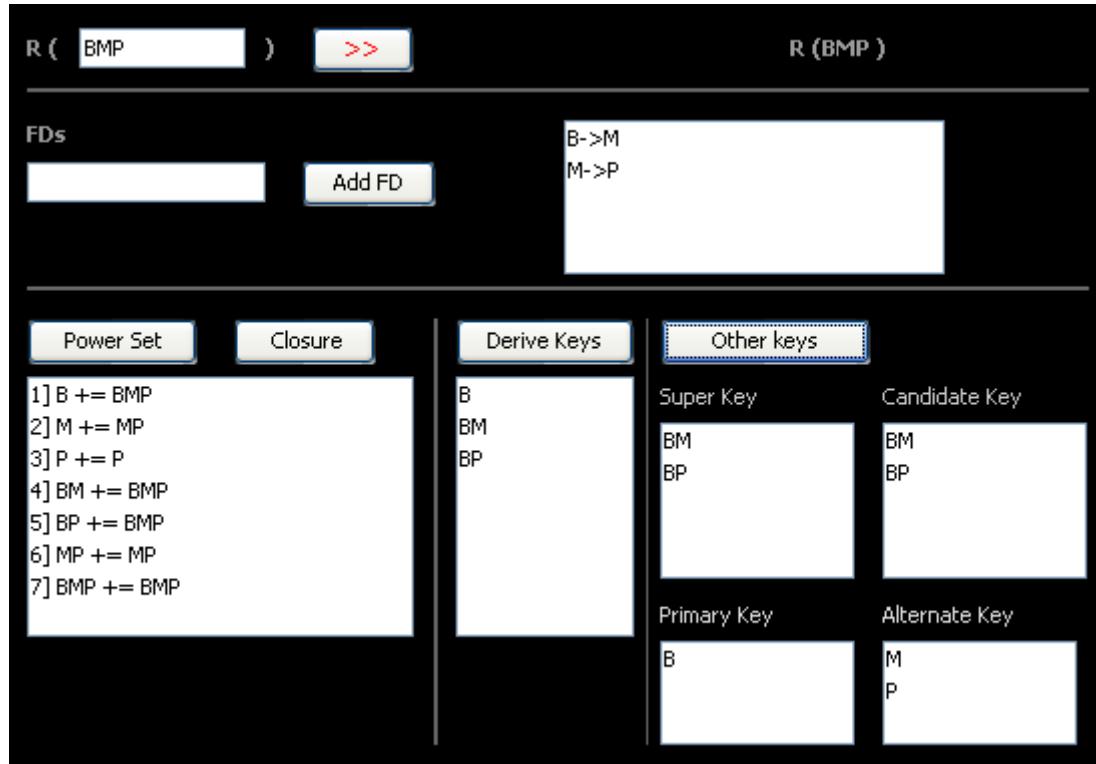 R ( BMP ) >> R (BMP )
FDs
B->M
M->P
Add FD
Power Set Closure Derive Keys Other keys
1] B += BMP
2] M += MP
3] P += P
4] BM += BMP
5] BP += BMP
6] MP += MP
7] BMP += BMP
B
BM
BP
Super Key Candidate Key
BM
BP
BM
BP
Primary Key Alternate Key
B
M
P